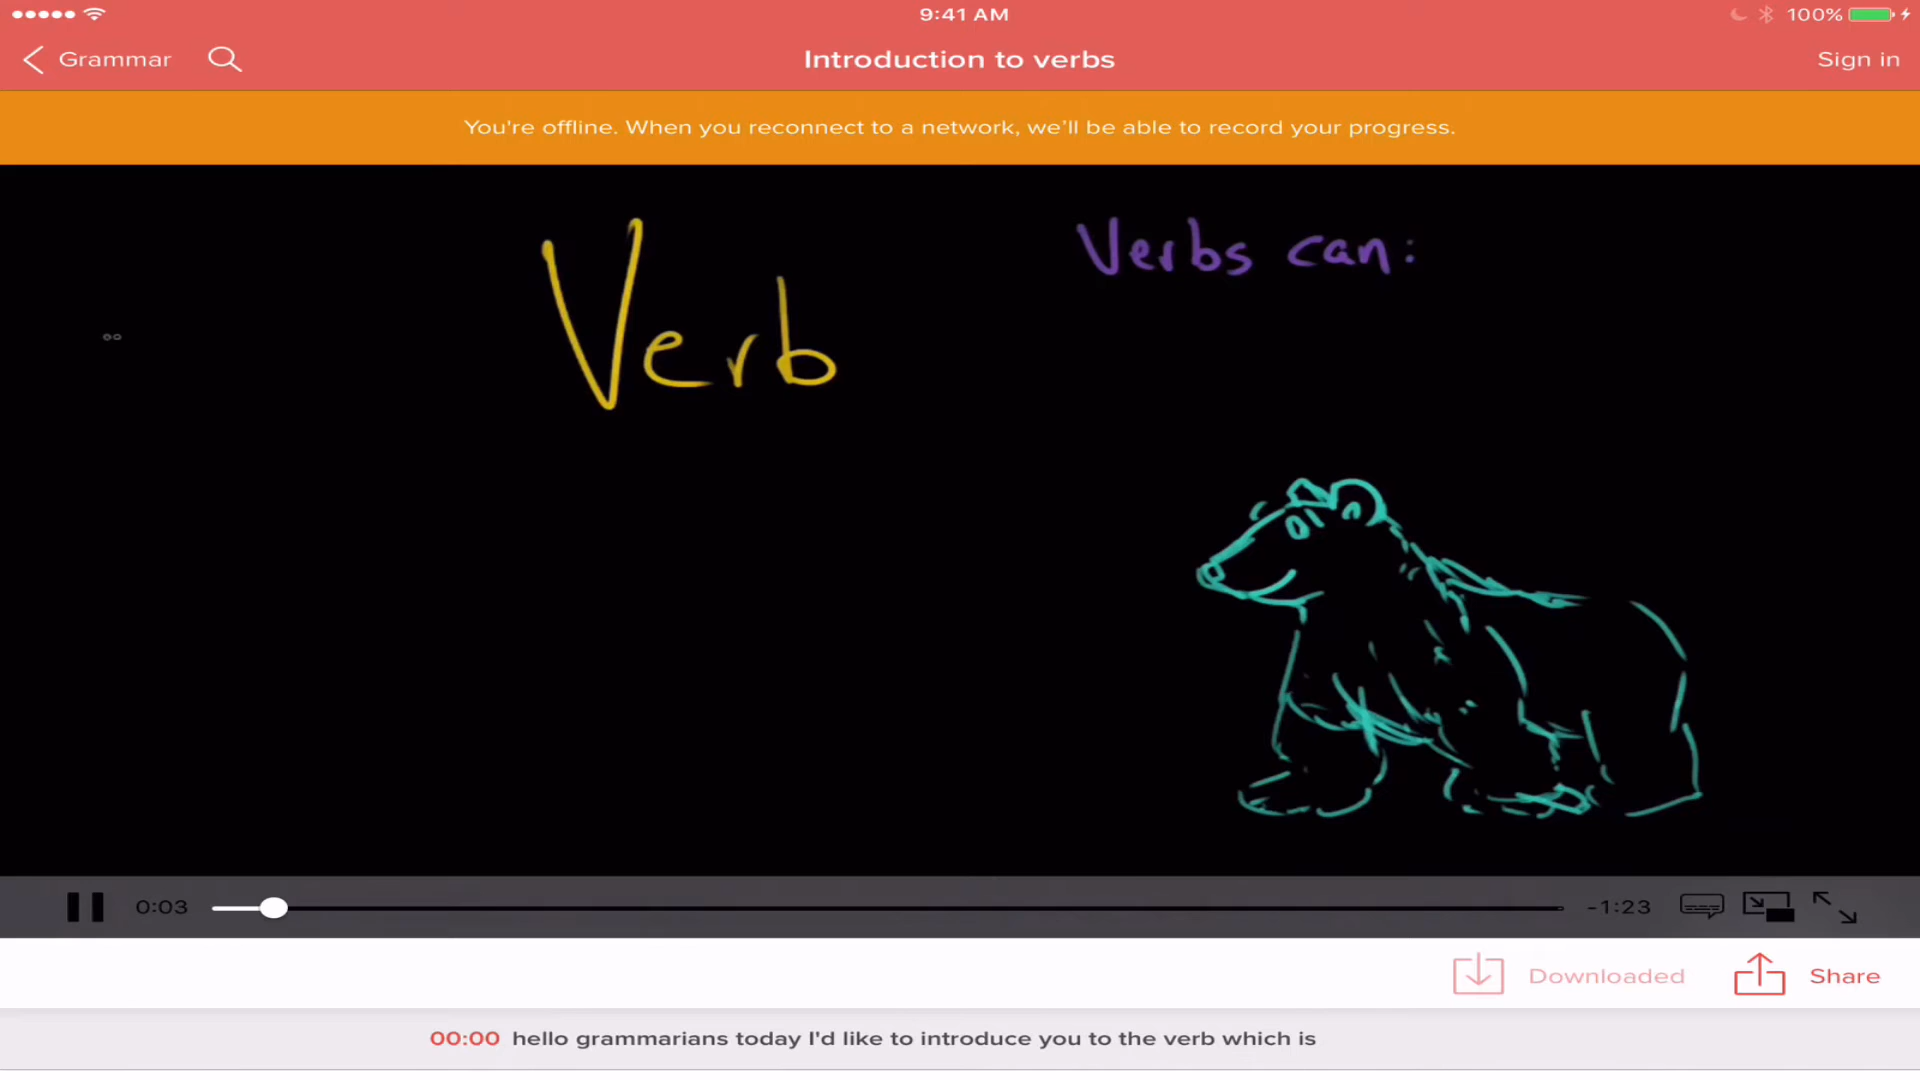 9:41 AM
100%
Grammar
Introduction to verbs
Sign in
You're offline. When you reconnect to a network, we'll be able to record your progress.
Verb
Verbs can:
0:03
-1:23
Downloaded
Share
00:00 hello grammarians today I'd like to introduce you to the verb which is